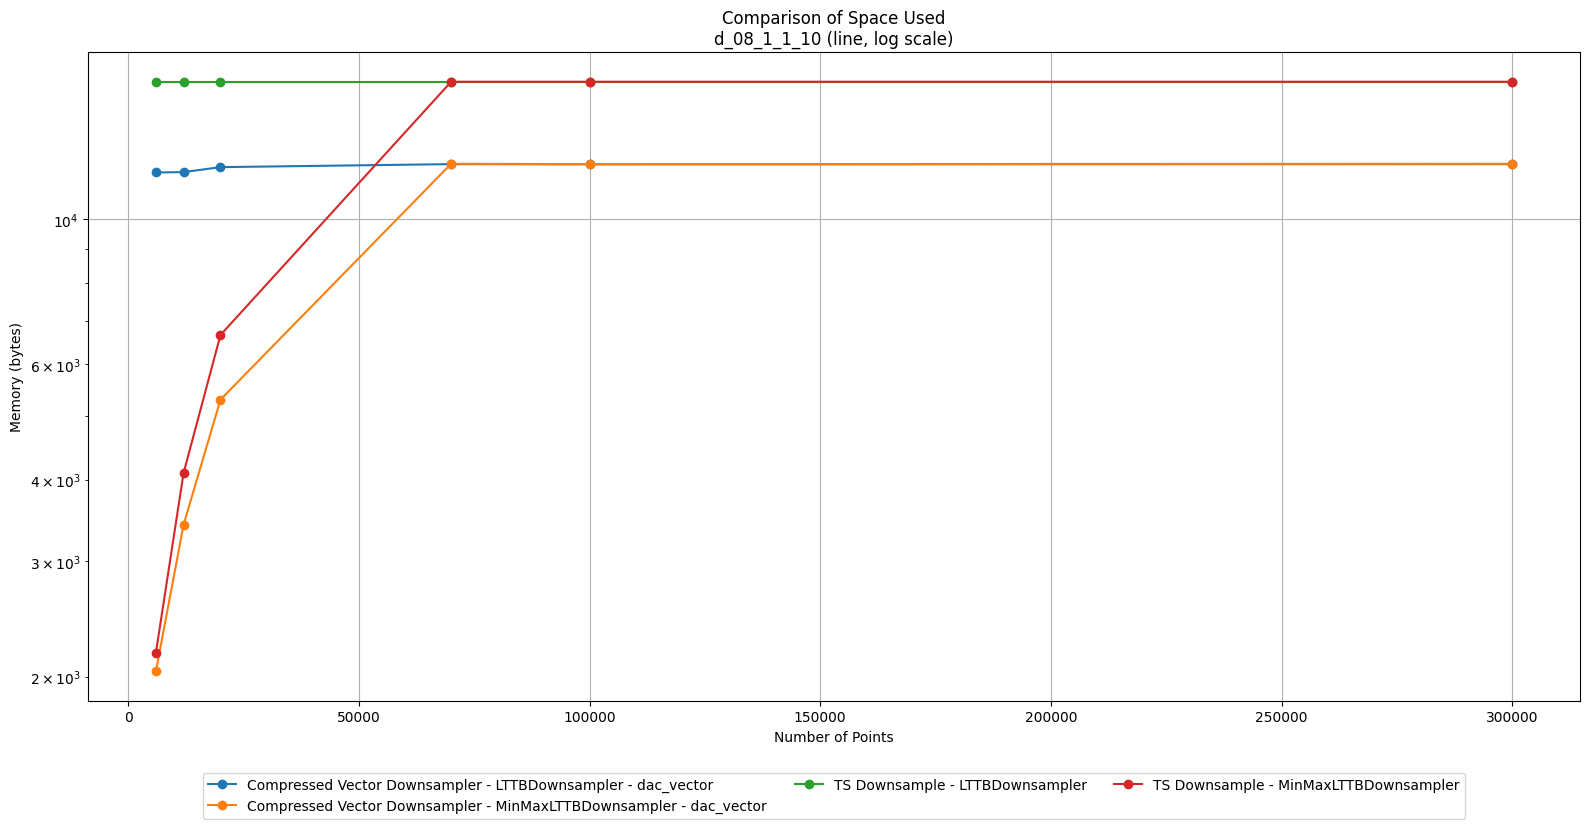 Comparison of Space Used
d_08_1_1_10 (line, log scale)
Memory (bytes)
10^4
6 × 10^3
4 × 10^3
3 × 10^3
2 × 10^3
0 50000 100000 150000 200000 250000 300000
Number of Points
Compressed Vector Downsampler - LTTBDownsampler - dac_vector
Compressed Vector Downsampler - MinMaxLTTBDownsampler - dac_vector
TS Downsample - LTTBDownsampler
TS Downsample - MinMaxLTTBDownsampler